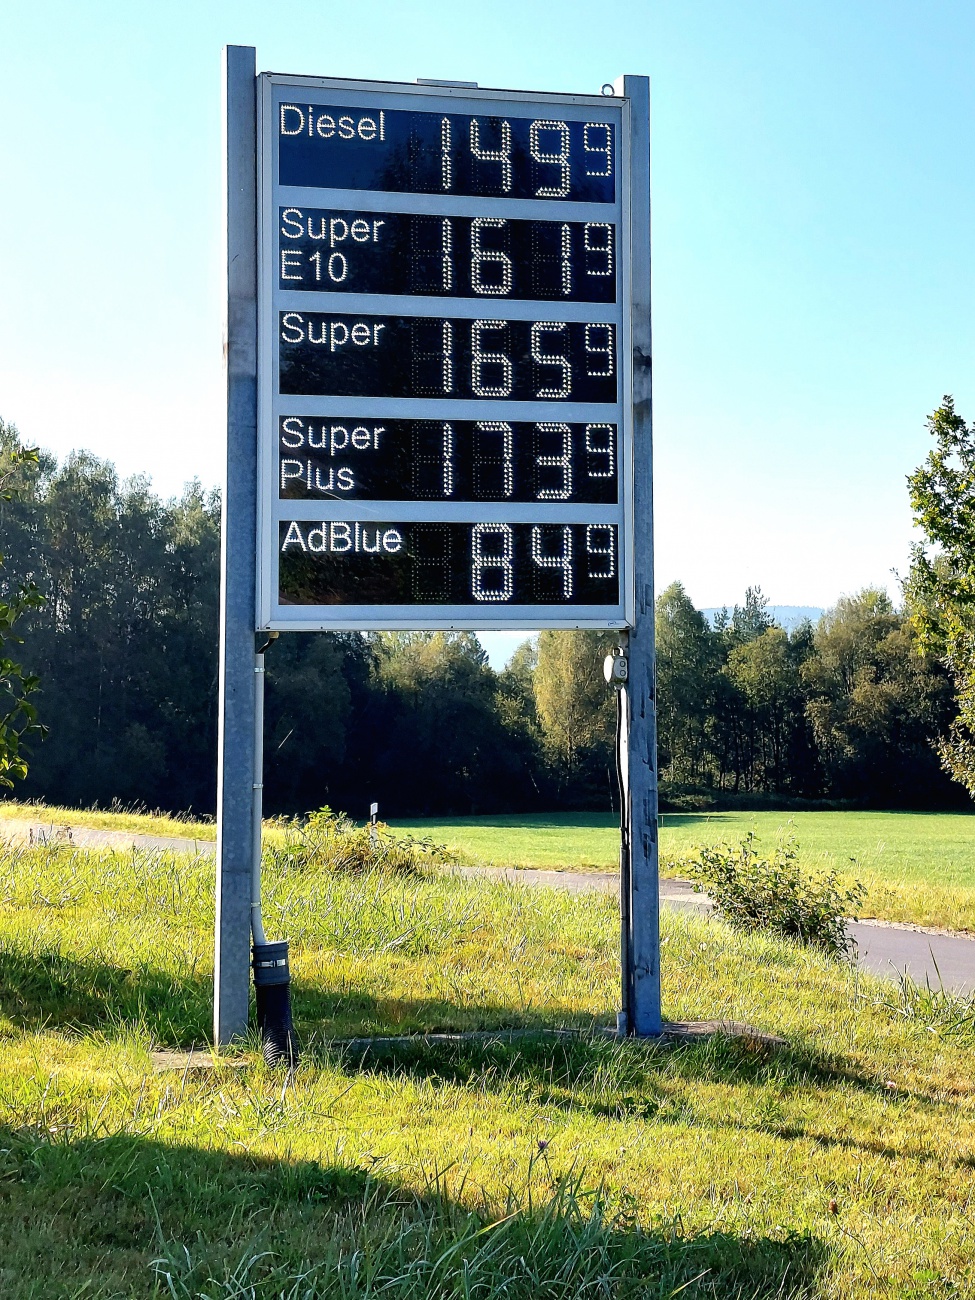 Diesel 149⁹
Super 161⁹
E10
Super 165⁹
Super 173⁹
Plus
AdBlue 84⁹